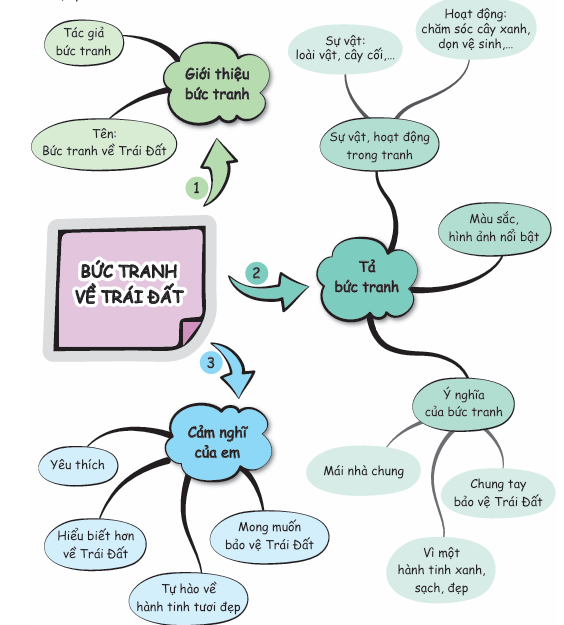 BỨC TRANH
VỀ TRÁI ĐẤT
1
Giới thiệu
bức tranh
Tác giả
bức tranh
Tên:
Bức tranh về Trái Đất
2
Tả
bức tranh
Sự vật, hoạt động
trong tranh
Sự vật:
loài vật, cây cối,...
Hoạt động:
chăm sóc cây xanh,
dọn vệ sinh,...
Màu sắc,
hình ảnh nổi bật
Ý nghĩa
của bức tranh
Mái nhà chung
Vì một
hành tinh xanh,
sạch, đẹp
Chung tay
bảo vệ Trái Đất
3
Cảm nghĩ
của em
Yêu thích
Hiểu biết hơn
về Trái Đất
Tự hào về
hành tinh tươi đẹp
Mong muốn
bảo vệ Trái Đất